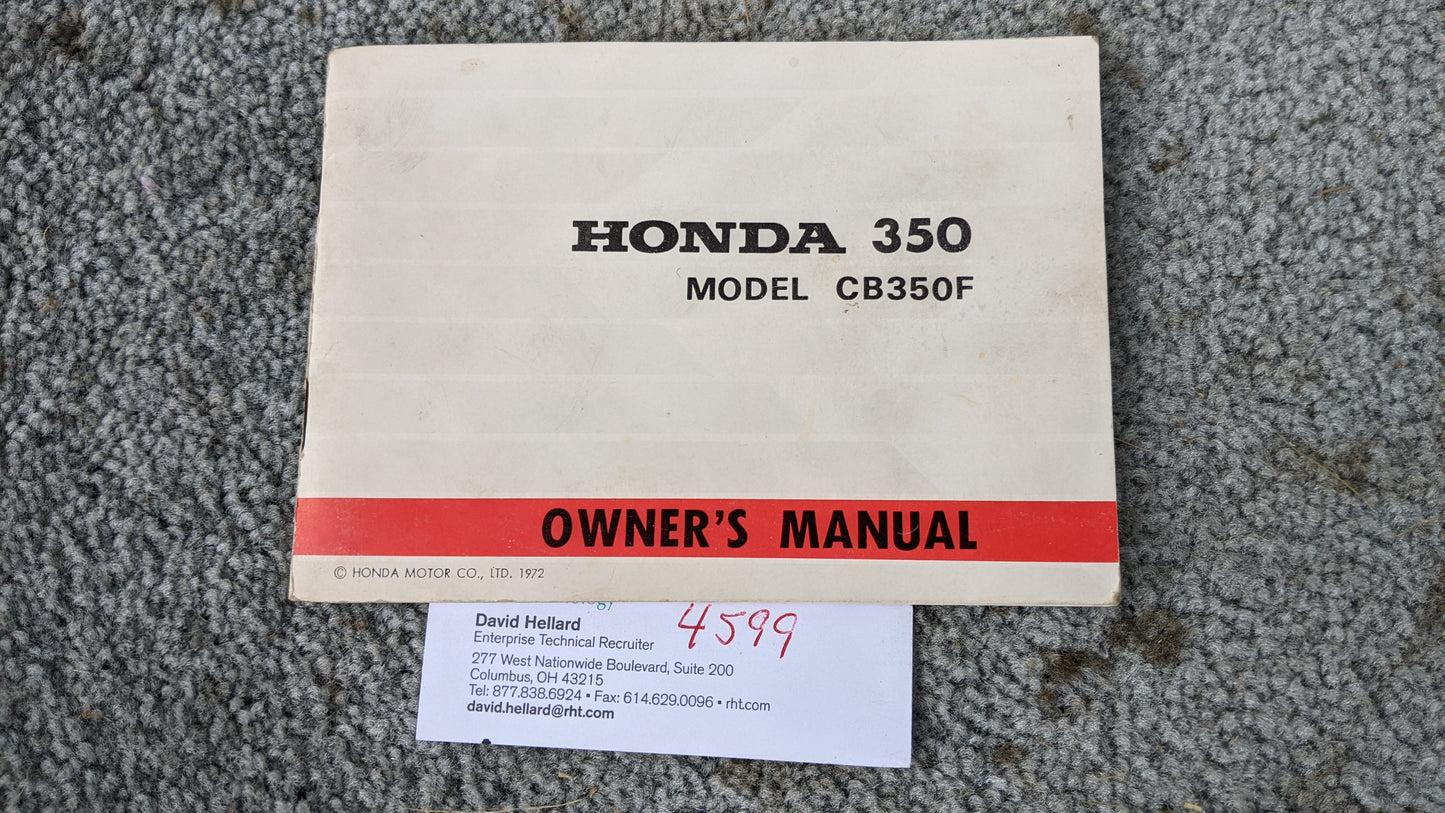 HONDA 350
MODEL CB350F
OWNER'S MANUAL
© HONDA MOTOR CO., LTD. 1972
4599
David Hellard
Enterprise Technical Recruiter
277 West Nationwide Boulevard, Suite 200
Columbus, OH 43215
Tel: 877.838.6924 • Fax: 614.629.0096 • rht.com
david.hellard@rht.com